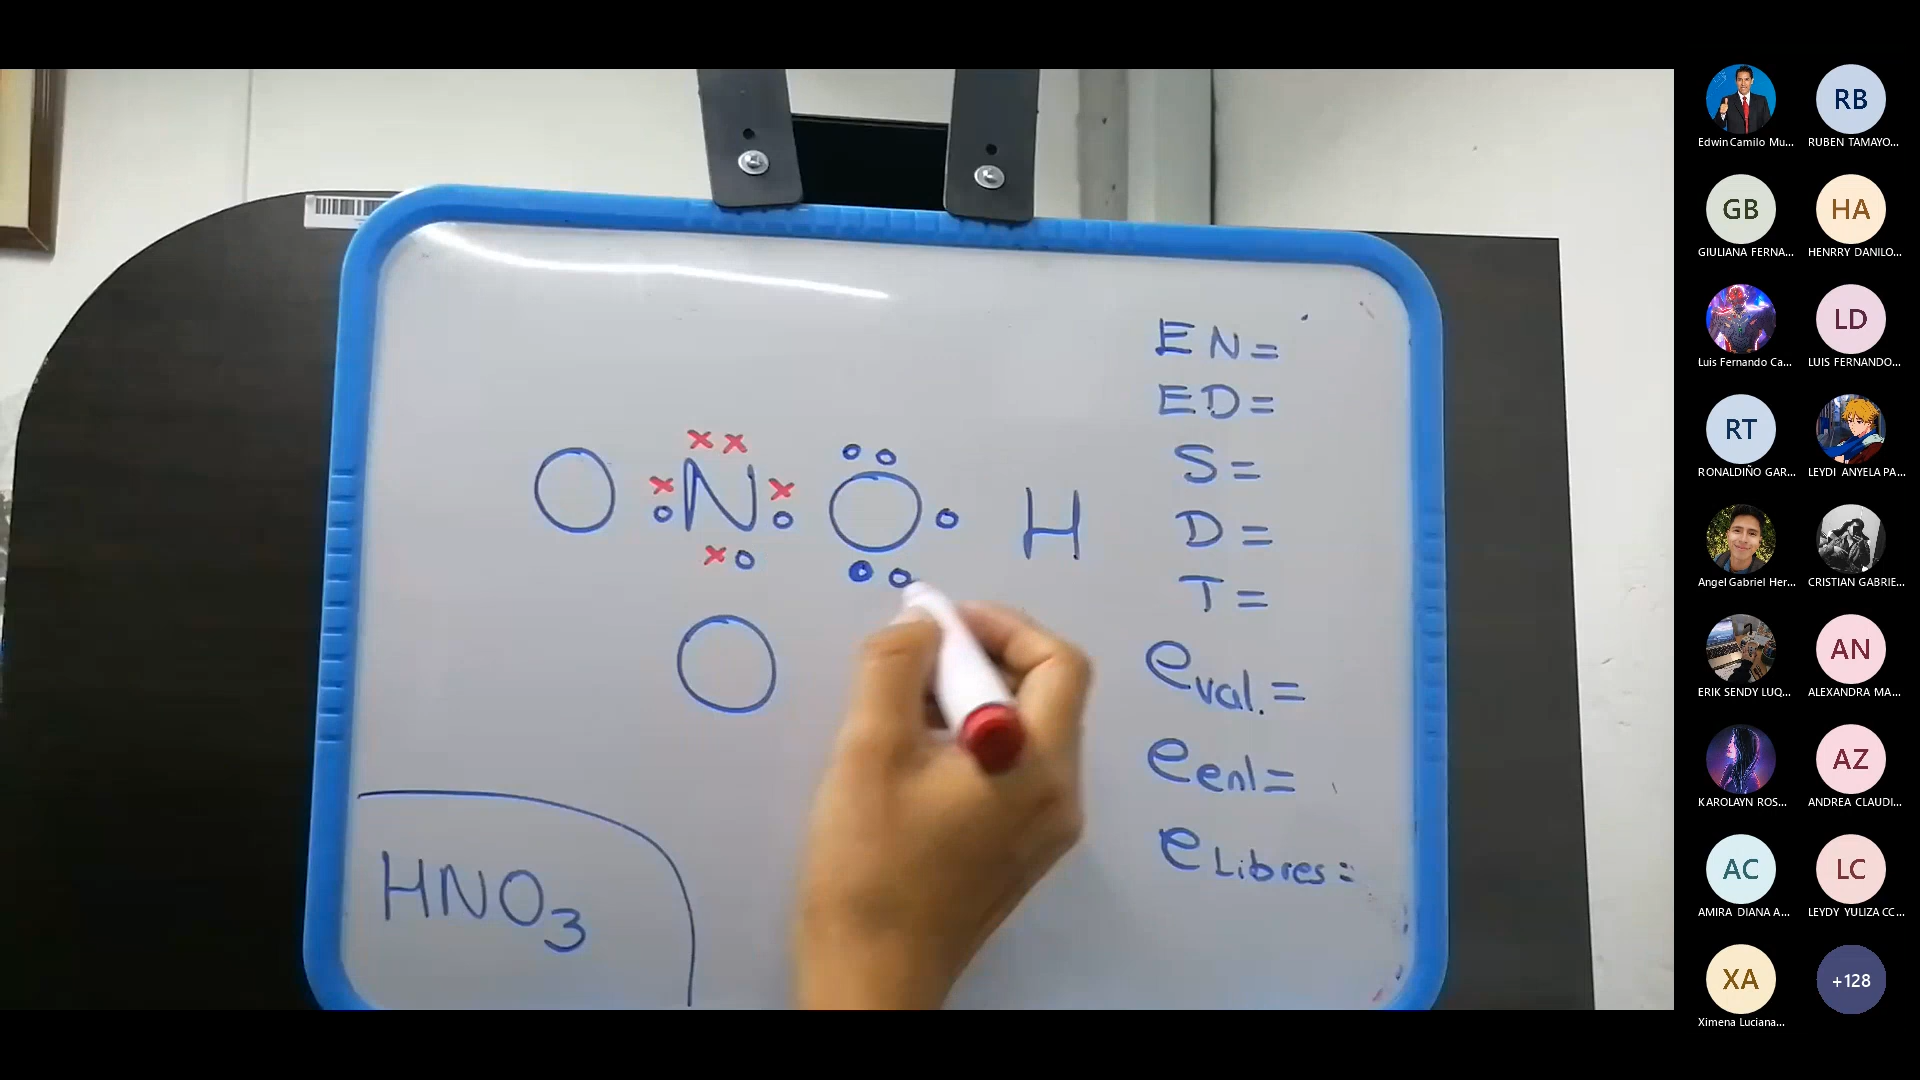 O N O H
O
HNO3
EN=
ED=
S=
D=
T=
eval.=
eenl=
eLibres=
Edwin Camilo Mu...
RB
RUBEN TAMAYO...
GB
GIULIANA FERNA...
HA
HENRRY DANILO...
Luis Fernando Ca...
LD
LUIS FERNANDO...
RT
RONALDIÑO GAR...
LEYDI ANYELA PA...
Angel Gabriel Her...
CRISTIAN GABRIE...
ERIK SENDY LUQ...
AN
ALEXANDRA MA...
KAROLAYN ROS...
AZ
ANDREA CLAUDI...
AC
AMIRA DIANA A...
LC
LEYDY YULIZA CC...
XA
Ximena Luciana...
+128